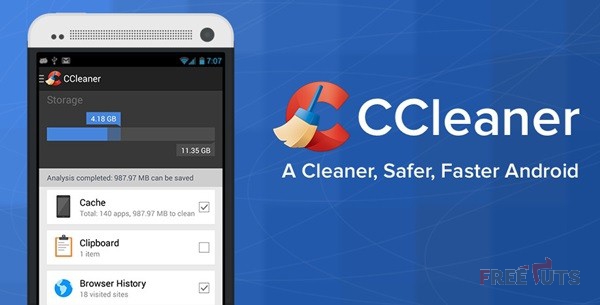 7:07
CCleaner
Storage
4.18 GB
11.35 GB
Analysis completed: 987.97 MB can be saved
Cache
Total: 140 apps, 987.97 MB to clean
Clipboard
1 item
Browser History
18 visited sites
CCleaner
A Cleaner, Safer, Faster Android
FREETUTS